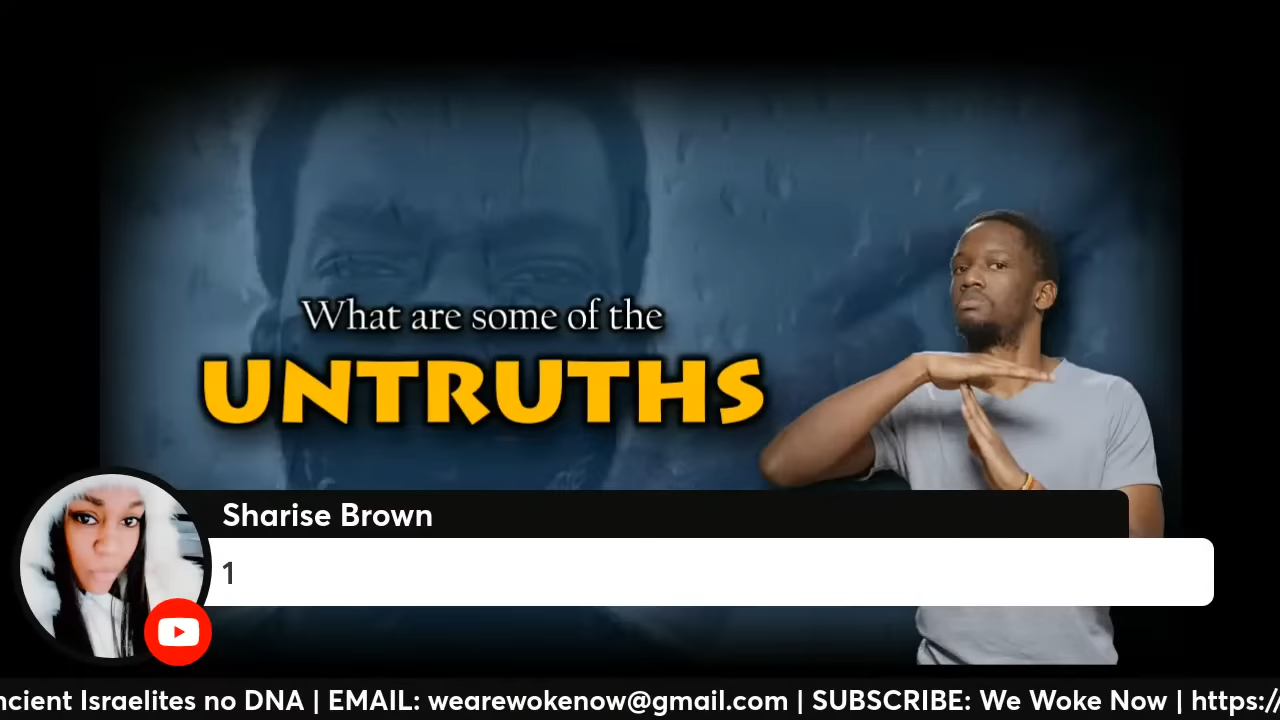 What are some of the
UNTRUTHS
Sharise Brown
1
ncient Israelites no DNA | EMAIL: wearewokenow@gmail.com | SUBSCRIBE: We Woke Now | https:/